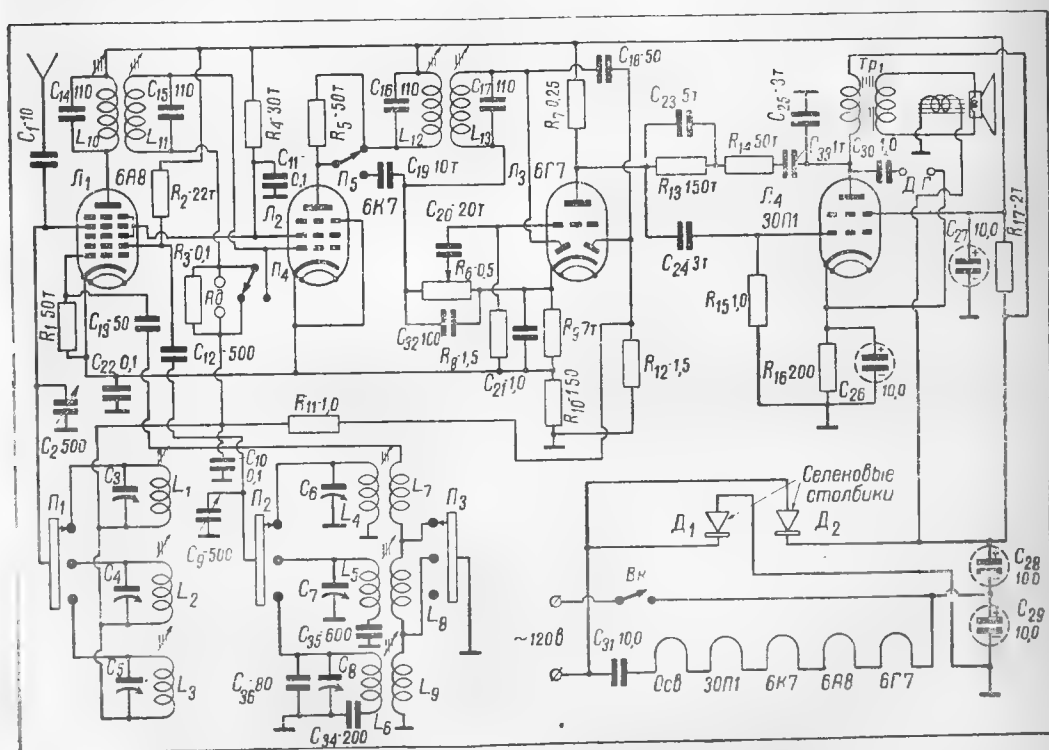 C₁-10
C₁₄ 110
L₁₀
C₁₅ 110
L₁₁
Л₁
6А8
R₂-22т
R₃-0,1
R₁ 50т
C₁₃-50
C₁₂-500
C₂₂ 0,1
C₂-500
R₄-30т
C₁₁-0,1
Л₂
R₅-50т
П₅
6К7
П₄
C₁₆ 110
L₁₂
C₁₇ 110
L₁₃
C₁₉ 10т
C₂₀-20т
R₆-0,5
C₃₂ 100
R₈-1,5
C₂₁ 1,0
Л₃
6Г7
R₇-0,25
C₁₈-50
R₉-7т
R₁₀-150
R₁₂-1,5
R₁₁-1,0
C₂₃ 5т
R₁₃ 150т
R₁₄ 50т
C₂₄-3т
C₂₅-3т
C₃₃ 1т
Л₄
30П1
R₁₅ 1,0
R₁₆ 200
C₂₆
10,0
Тр₁
C₃₀ 1,0
Д
Г
C₂₇
10,0
R₁₇-2т
C₁₀
0,1
C₉-500
П₁
C₃
L₁
C₄
L₂
C₅
L₃
П₂
C₆
L₄
L₇
П₃
C₇
L₅
L₈
C₃₅-600
C₃₆-80
C₈
L₆
L₉
C₃₄-200
Селеновые
столбики
Д₁
Д₂
Вк
~120в
C₃₁ 10,0
C₂₈
10,0
C₂₉
10,0
Осв
30П1
6К7
6А8
6Г7